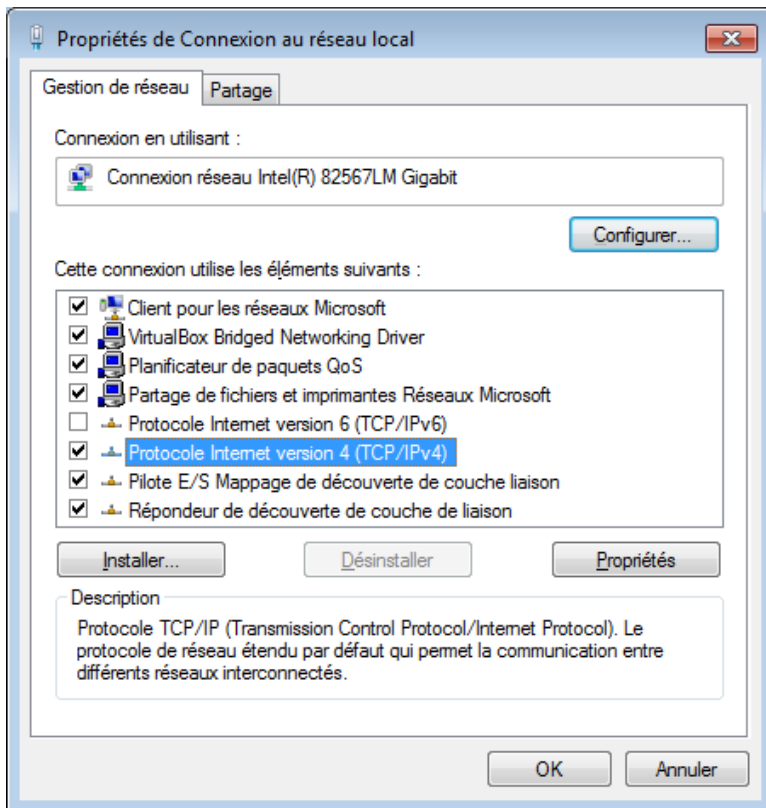 Propriétés de Connexion au réseau local
Gestion de réseau
Partage
Connexion en utilisant :
Connexion réseau Intel(R) 82567LM Gigabit
Configurer...
Cette connexion utilise les éléments suivants :
Client pour les réseaux Microsoft
VirtualBox Bridged Networking Driver
Planificateur de paquets QoS
Partage de fichiers et imprimantes Réseaux Microsoft
Protocole Internet version 6 (TCP/IPv6)
Protocole Internet version 4 (TCP/IPv4)
Pilote E/S Mappage de découverte de couche liaison
Répondeur de découverte de couche de liaison
Installer...
Désinstaller
Propriétés
Description
Protocole TCP/IP (Transmission Control Protocol/Internet Protocol). Le
protocole de réseau étendu par défaut qui permet la communication entre
différents réseaux interconnectés.
OK
Annuler